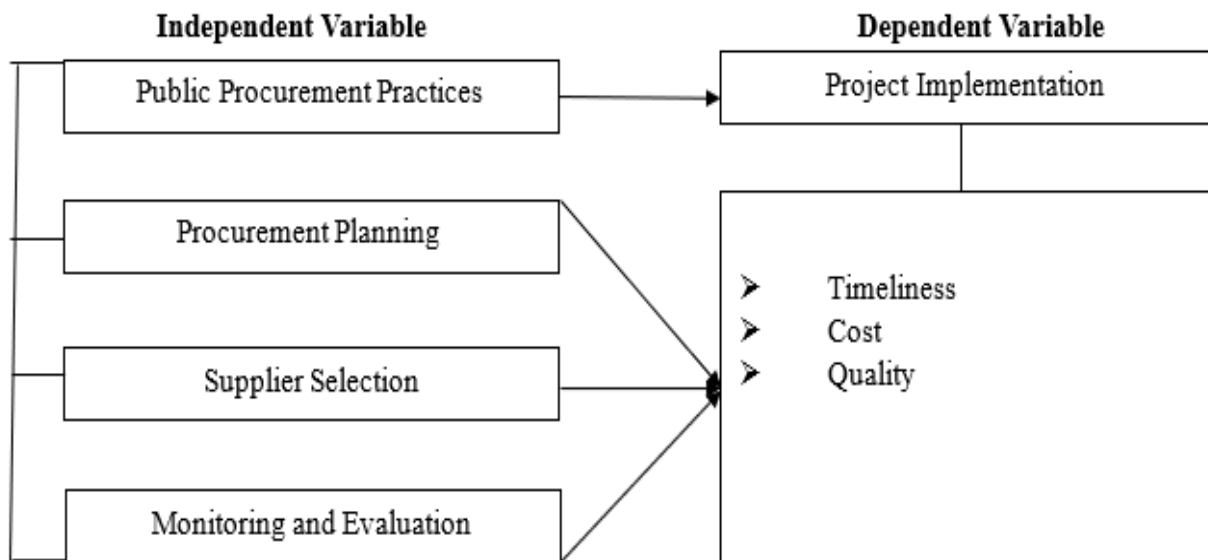 Independent Variable
Dependent Variable
Public Procurement Practices
Project Implementation
Procurement Planning
Supplier Selection
Monitoring and Evaluation
Timeliness
Cost
Quality